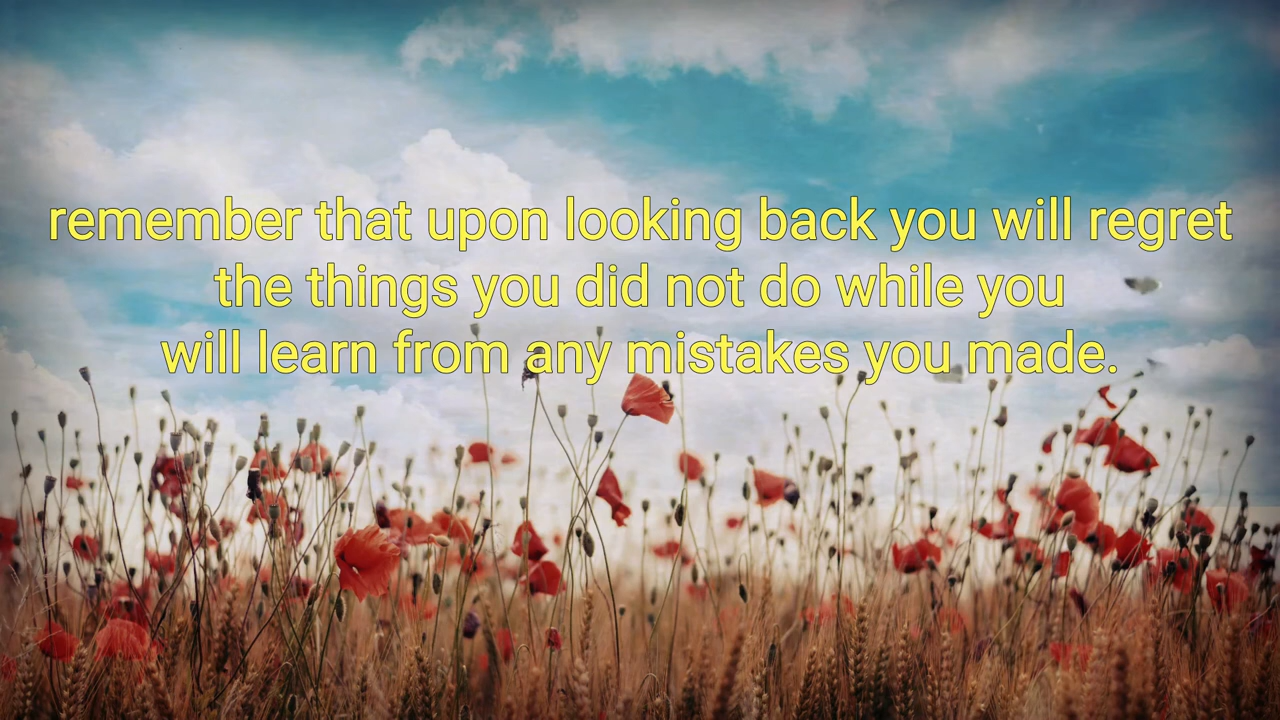 remember that upon looking back you will regret
the things you did not do while you
will learn from any mistakes you made.